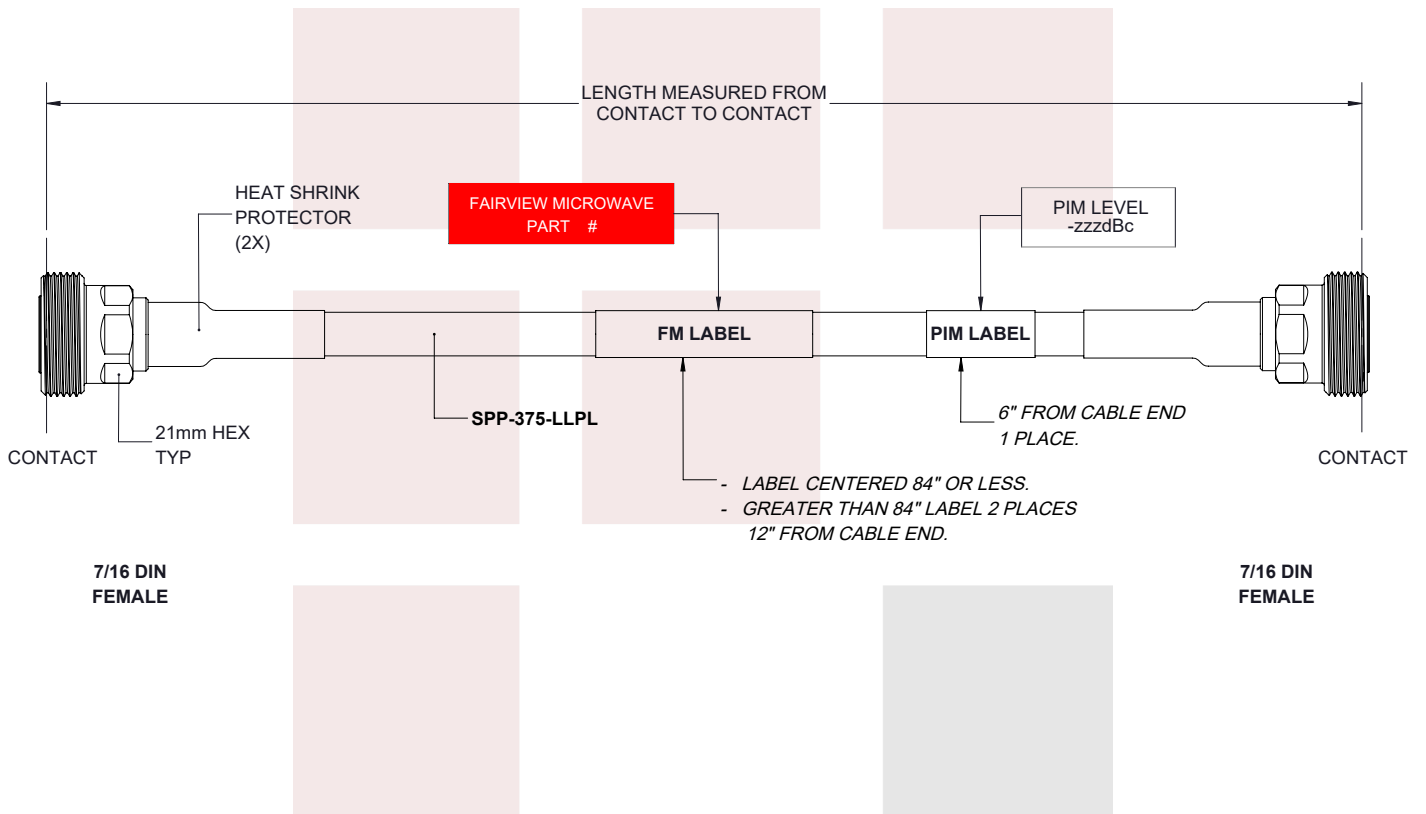 LENGTH MEASURED FROM
CONTACT TO CONTACT
HEAT SHRINK
PROTECTOR
(2X)
FAIRVIEW MICROWAVE
PART #
PIM LEVEL
-zzzdBc
FM LABEL
PIM LABEL
SPP-375-LLPL
6" FROM CABLE END
1 PLACE.
21mm HEX
TYP
CONTACT
CONTACT
- LABEL CENTERED 84" OR LESS.
- GREATER THAN 84" LABEL 2 PLACES
12" FROM CABLE END.
7/16 DIN
FEMALE
7/16 DIN
FEMALE